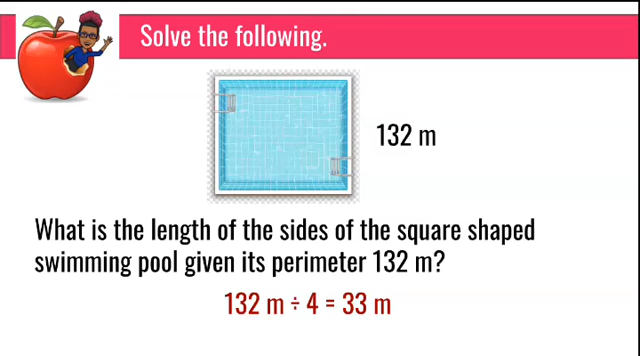 Solve the following.
132 m
What is the length of the sides of the square shaped
swimming pool given its perimeter 132 m?
132 m ÷ 4 = 33 m